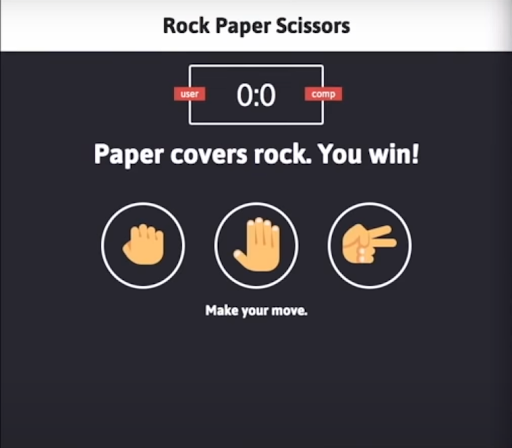 Rock Paper Scissors
user 0:0 comp
Paper covers rock. You win!
Make your move.